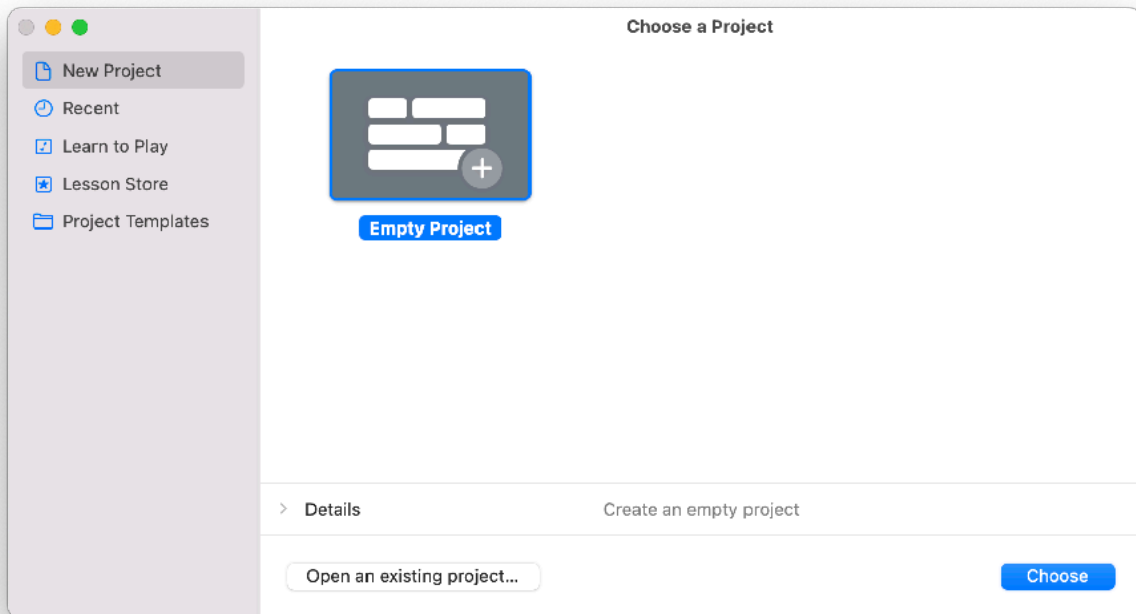 Choose a Project
New Project
Recent
Learn to Play
Lesson Store
Project Templates
Empty Project
Details
Create an empty project
Open an existing project...
Choose